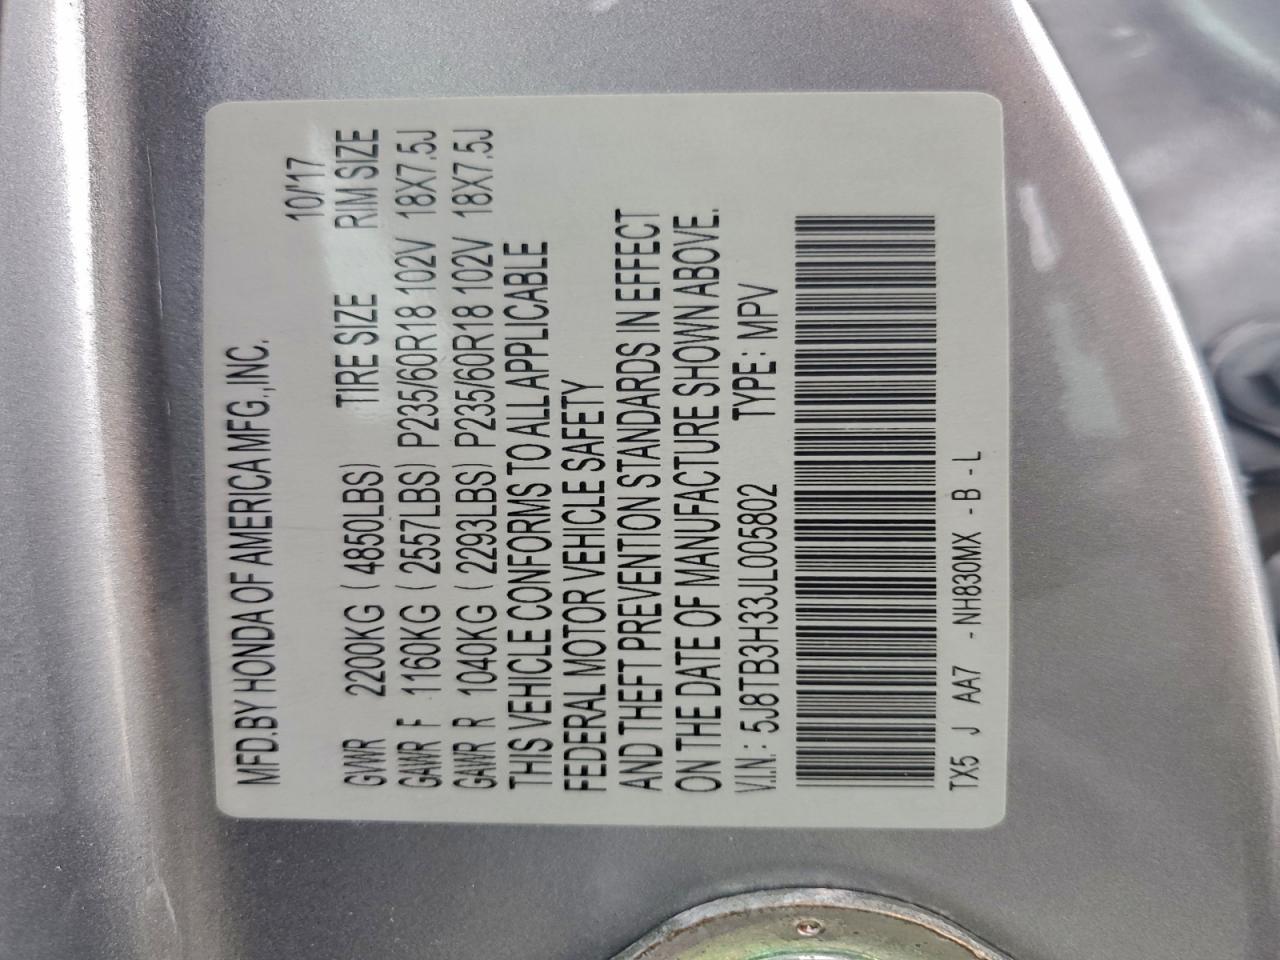 MFD.BY HONDA OF AMERICA MFG.,INC.
10/'17
GVWR 2200KG ( 4850LBS) TIRE SIZE RIM SIZE
GAWR F 1160KG ( 2557LBS) P235/60R18 102V 18X7.5J
GAWR R 1040KG ( 2293LBS) P235/60R18 102V 18X7.5J
THIS VEHICLE CONFORMS TO ALL APPLICABLE
FEDERAL MOTOR VEHICLE SAFETY
AND THEFT PREVENTION STANDARDS IN EFFECT
ON THE DATE OF MANUFACTURE SHOWN ABOVE.
V.I.N.: 5J8TB3H33JL005802 TYPE: MPV
TX5 J AA7 - NH830MX - B - L